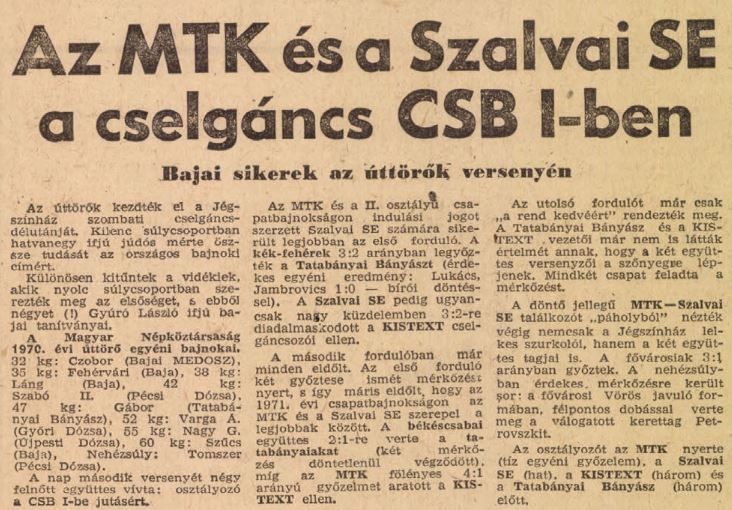 Az MTK és a Szalvai SE
a cselgáncs CSB I-ben
Bajai sikerek az úttörők versenyén
Az úttörők kezdték el a Jég-
színház szombati cselgáncs-
délutánját. Kilenc súlycsoportban
hatvanegy ifjú júdós mérte ösz-
sze tudását az országos bajnoki
címért.
Különösen kitűntek a vidékiek,
akik nyolc súlycsoportban sze-
rezték meg az elsőséget, s ebből
négyet (!) Gyúró László ifjú ba-
jai tanítványai.
A Magyar Népköztársaság
1970. évi úttörő egyéni bajnokai.
32 kg: Czobor (Bajai MEDOSZ),
35 kg: Fehérvári (Baja), 38 kg:
Láng (Baja), 42 kg:
Szabó II. (Pécsi Dózsa),
47 kg: Gábor (Tatabá-
nyai Bányász), 52 kg: Varga A.
(Győri Dózsa), 55 kg: Nagy G.
(Újpesti Dózsa), 60 kg: Szűcs
(Baja), Nehézsúly: Tomszer
(Pécsi Dózsa).
A nap második versenyét négy
felnőtt együttes vívta: osztályozó
a CSB I-be jutásért.
Az MTK és a II. osztályú csa-
patbajnokságon indulási jogot
szerzett Szalvai SE számára sike-
rült legjobban az első forduló. A
kék-fehérek 3:2 arányban legyőz-
ték a Tatabányai Bányászt (érde-
kes egyéni eredmény: Lukács,
Jambrovics 1:0 — bírói döntés-
sel). A Szalvai SE pedig ugyan-
csak nagy küzdelemben 3:2-re
diadalmaskodott a KISTEXT csel-
gáncsozói ellen.
A második fordulóban már
minden eldőlt. Az első forduló
két győztese ismét mérkőzést
nyert, s így máris eldőlt, hogy az
1971. évi csapatbajnokságon az
MTK és a Szalvai SE szerepel a
legjobbak között. A békéscsabai
együttes 2:1-re verte a ta-
tabányaiakat (két mérkő-
zés döntetlenül végződött),
míg az MTK fölényes 4:1
arányú győzelmet aratott a KIS-
TEXT ellen.
Az utolsó fordulót már csak
„a rend kedvéért" rendezték meg.
A Tatabányai Bányász és a KIS-
TEXT vezetői már nem is látták
értelmét annak, hogy a két együt-
tes versenyzői a szőnyegre lép-
jenek. Mindkét csapat feladta a
mérkőzést.
A döntő jellegű MTK—Szalvai
SE találkozót „páholyból" nézték
végig nemcsak a Jégszínház lel-
kes szurkolói, hanem a két együt-
tes tagjai is. A fővárosiak 3:1
arányban győztek. A nehézsúly-
ban érdekes mérkőzésre került
sor: a fővárosi Vörös javuló for-
mában, félpontos dobással verte
meg a válogatott kerettag Pet-
rovszkit.
Az osztályozót az MTK nyerte
(tíz egyéni győzelem), a Szalvai
SE (hat), a KISTEXT (három) és
a Tatabányai Bányász (három)
előtt.